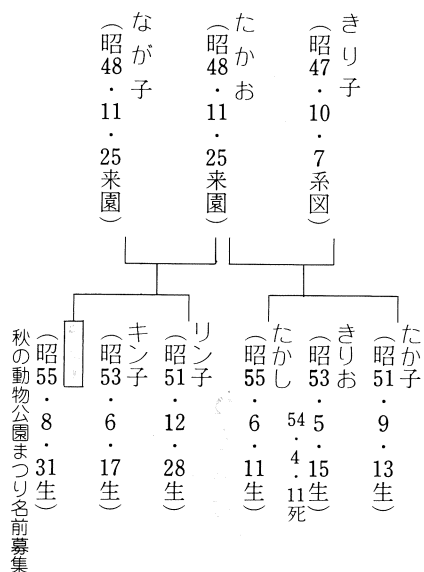 きり子
（昭47・10・7系図）
たかお
（昭48・11・25来園）
なが子
（昭48・11・25来園）
たか子
（昭51・9・13生）
きりお
（昭53・5・15生）
54・4・11死
たかし
（昭55・6・11生）
リン子
（昭51・12・28生）
キン子
（昭53・6・17生）
（昭55・8・31生）
秋の動物公園まつり名前募集